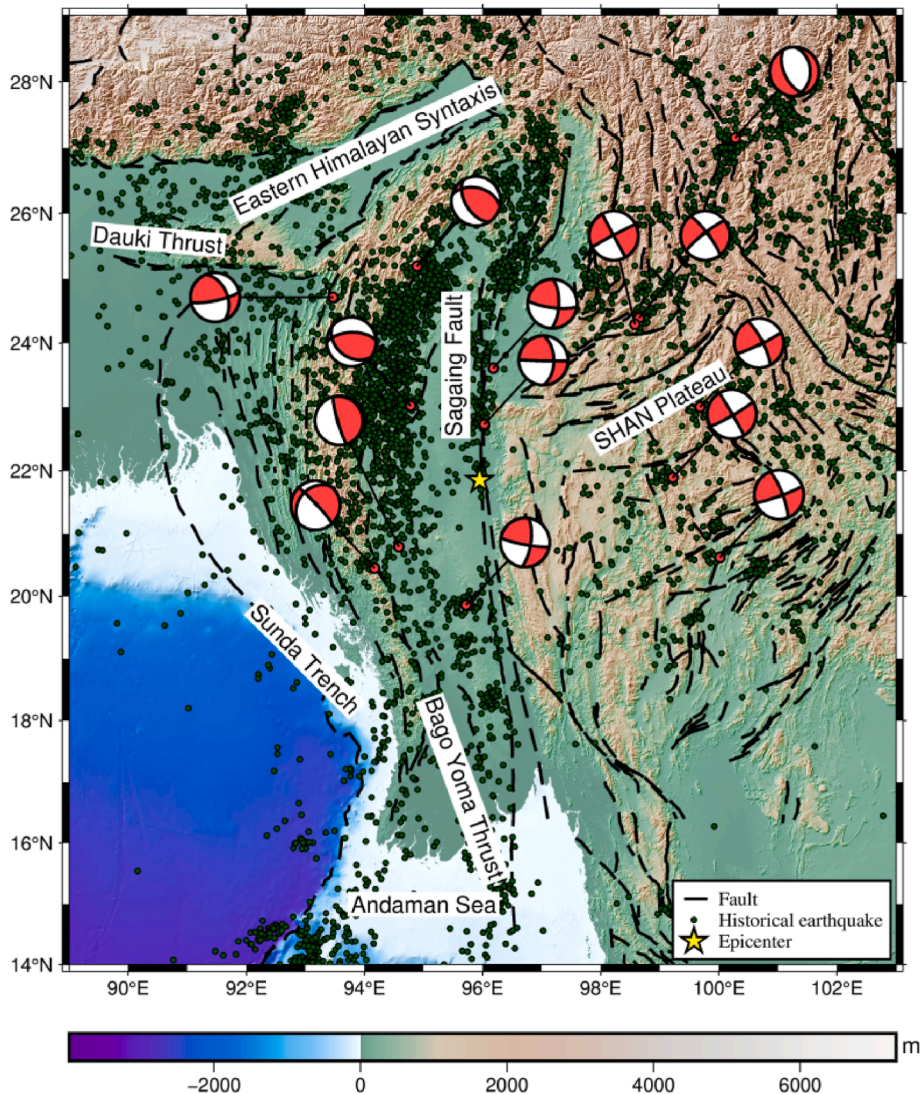 28°N
26°N
24°N
22°N
20°N
18°N
16°N
14°N
Eastern Himalayan Syntaxis
Dauki Thrust
Sagaing Fault
SHAN Plateau
Sunda Trench
Bago Yoma Thrust
Andaman Sea
Fault
Historical earthquake
Epicenter
90°E
92°E
94°E
96°E
98°E
100°E
102°E
m
−2000
0
2000
4000
6000